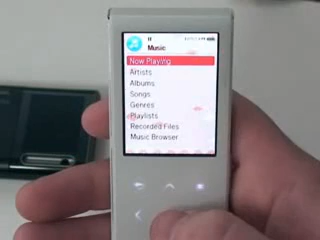 Music
Now Playing
Artists
Albums
Songs
Genres
Playlists
Recorded Files
Music Browser